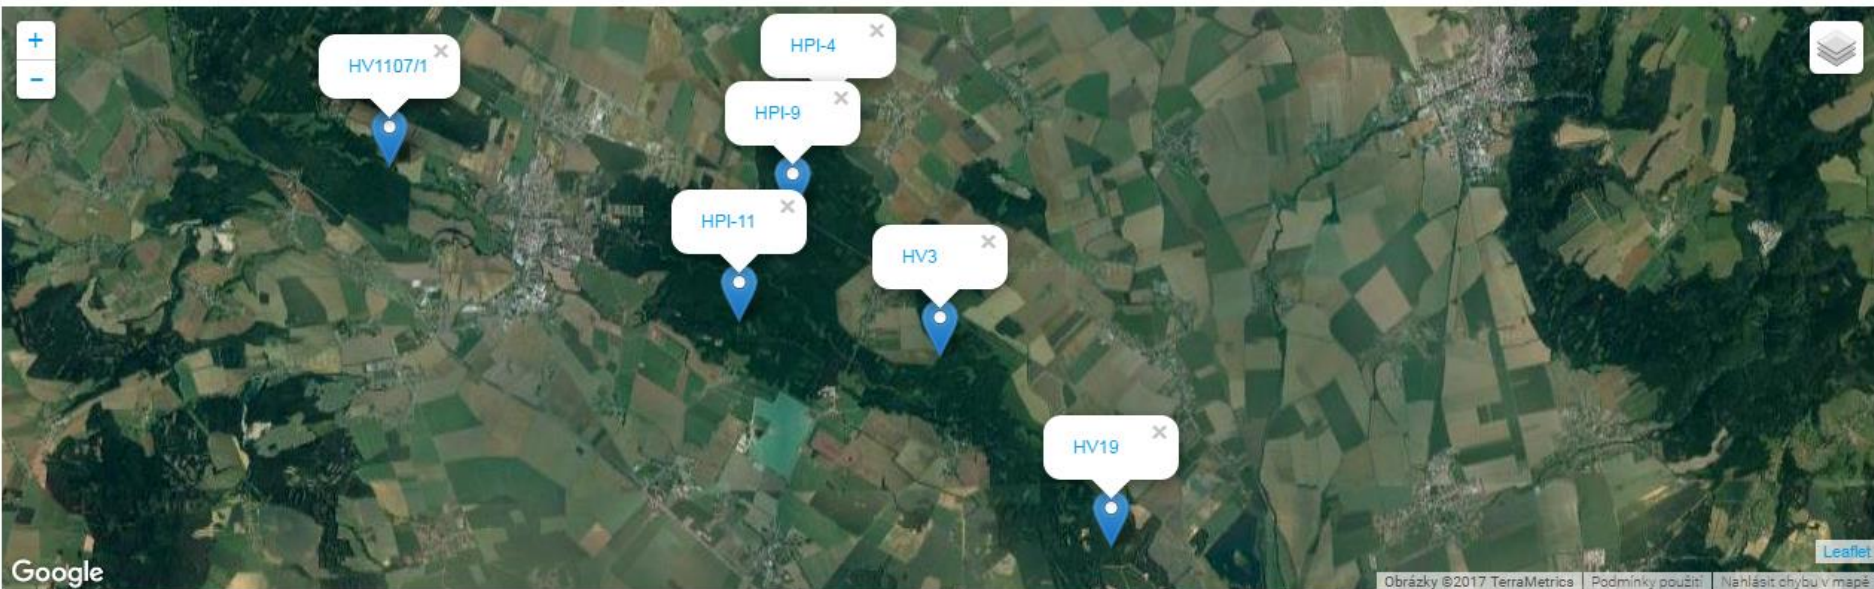 +
HV1107/1 ×
HPI-4 ×
−
HPI-9 ×
HPI-11 ×
HV3 ×
HV19 ×
Leaflet
Google
Obrázky ©2017 TerraMetrics | Podmínky použití | Nahlásit chybu v mapě